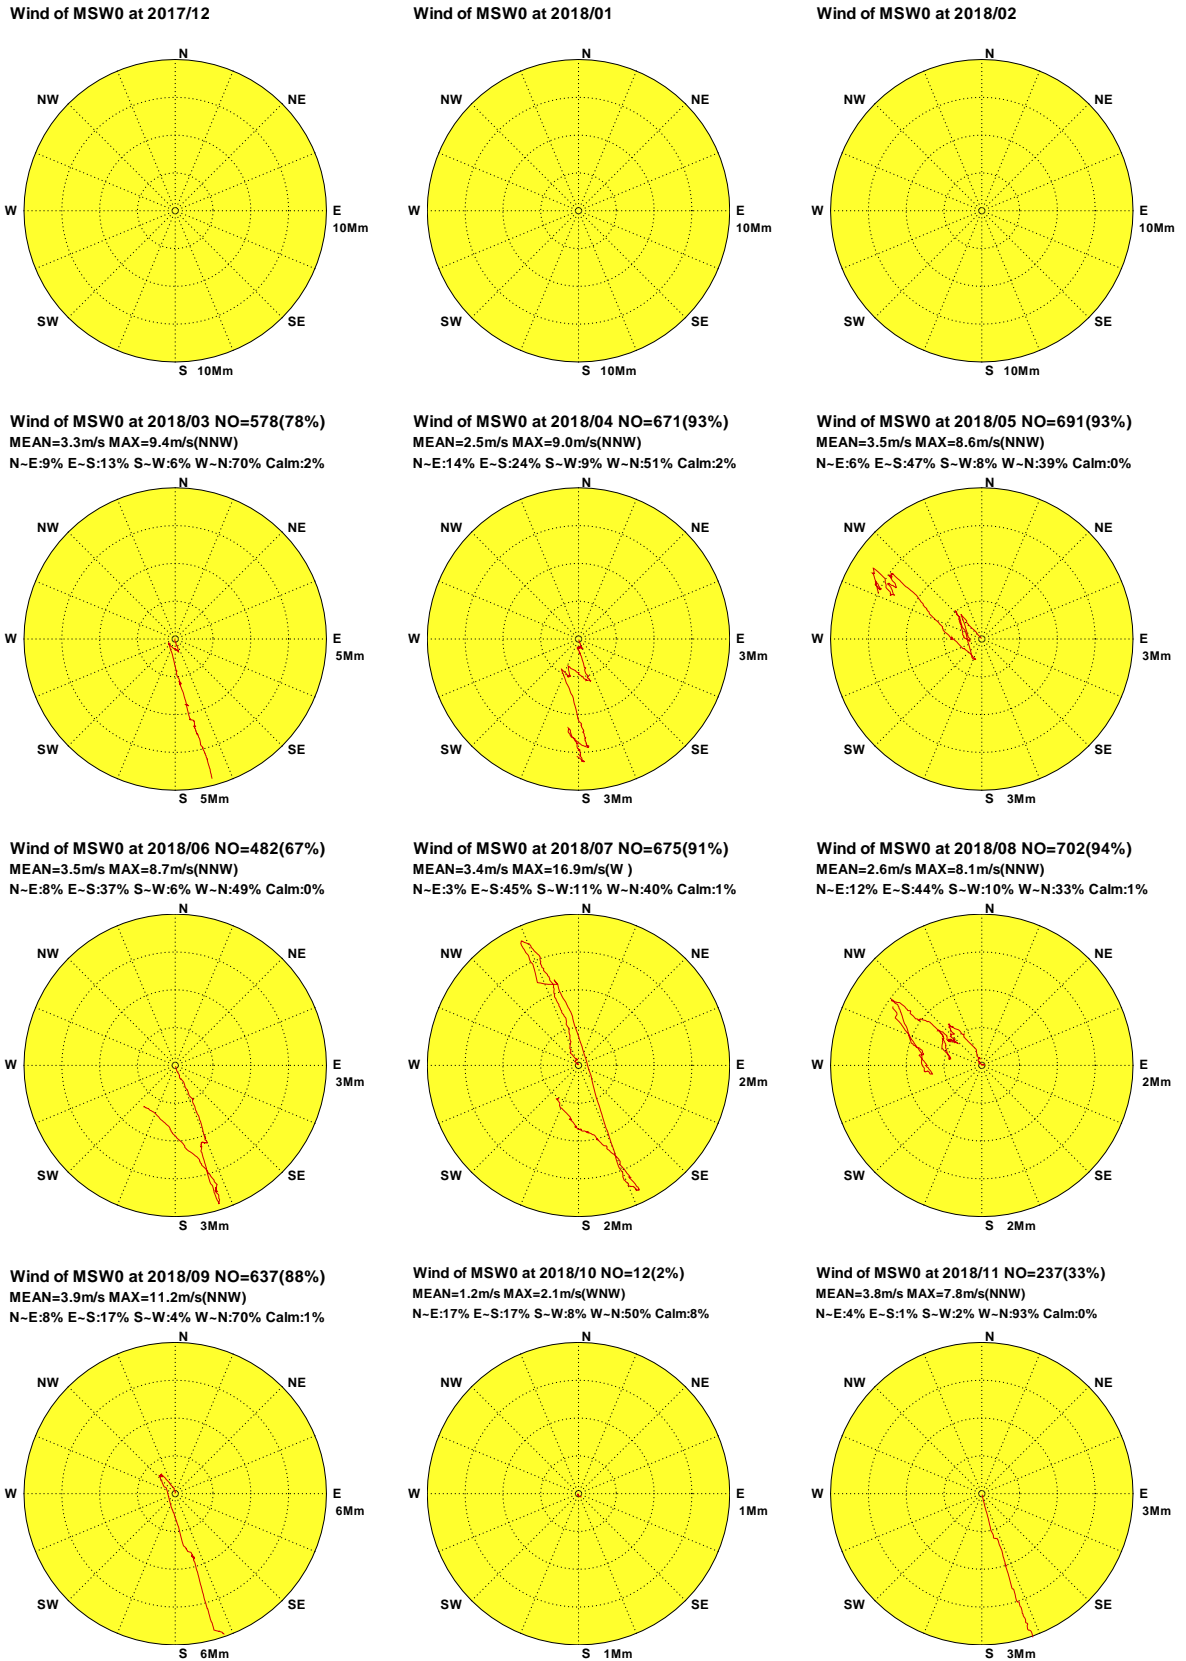 Wind of MSW0 at 2017/12
N
NW
NE
W
E
10Mm
SW
SE
S 10Mm
Wind of MSW0 at 2018/01
N
NW
NE
W
E
10Mm
SW
SE
S 10Mm
Wind of MSW0 at 2018/02
N
NW
NE
W
E
10Mm
SW
SE
S 10Mm
Wind of MSW0 at 2018/03 NO=578(78%)
MEAN=3.3m/s MAX=9.4m/s(NNW)
N~E:9% E~S:13% S~W:6% W~N:70% Calm:2%
N
NW
NE
W
E
5Mm
SW
SE
S 5Mm
Wind of MSW0 at 2018/04 NO=671(93%)
MEAN=2.5m/s MAX=9.0m/s(NNW)
N~E:14% E~S:24% S~W:9% W~N:51% Calm:2%
N
NW
NE
W
E
3Mm
SW
SE
S 3Mm
Wind of MSW0 at 2018/05 NO=691(93%)
MEAN=3.5m/s MAX=8.6m/s(NNW)
N~E:6% E~S:47% S~W:8% W~N:39% Calm:0%
N
NW
NE
W
E
3Mm
SW
SE
S 3Mm
Wind of MSW0 at 2018/06 NO=482(67%)
MEAN=3.5m/s MAX=8.7m/s(NNW)
N~E:8% E~S:37% S~W:6% W~N:49% Calm:0%
N
NW
NE
W
E
3Mm
SW
SE
S 3Mm
Wind of MSW0 at 2018/07 NO=675(91%)
MEAN=3.4m/s MAX=16.9m/s(W )
N~E:3% E~S:45% S~W:11% W~N:40% Calm:1%
N
NW
NE
W
E
2Mm
SW
SE
S 2Mm
Wind of MSW0 at 2018/08 NO=702(94%)
MEAN=2.6m/s MAX=8.1m/s(NNW)
N~E:12% E~S:44% S~W:10% W~N:33% Calm:1%
N
NW
NE
W
E
2Mm
SW
SE
S 2Mm
Wind of MSW0 at 2018/09 NO=637(88%)
MEAN=3.9m/s MAX=11.2m/s(NNW)
N~E:8% E~S:17% S~W:4% W~N:70% Calm:1%
N
NW
NE
W
E
6Mm
SW
SE
S 6Mm
Wind of MSW0 at 2018/10 NO=12(2%)
MEAN=1.2m/s MAX=2.1m/s(WNW)
N~E:17% E~S:17% S~W:8% W~N:50% Calm:8%
N
NW
NE
W
E
1Mm
SW
SE
S 1Mm
Wind of MSW0 at 2018/11 NO=237(33%)
MEAN=3.8m/s MAX=7.8m/s(NNW)
N~E:4% E~S:1% S~W:2% W~N:93% Calm:0%
N
NW
NE
W
E
3Mm
SW
SE
S 3Mm